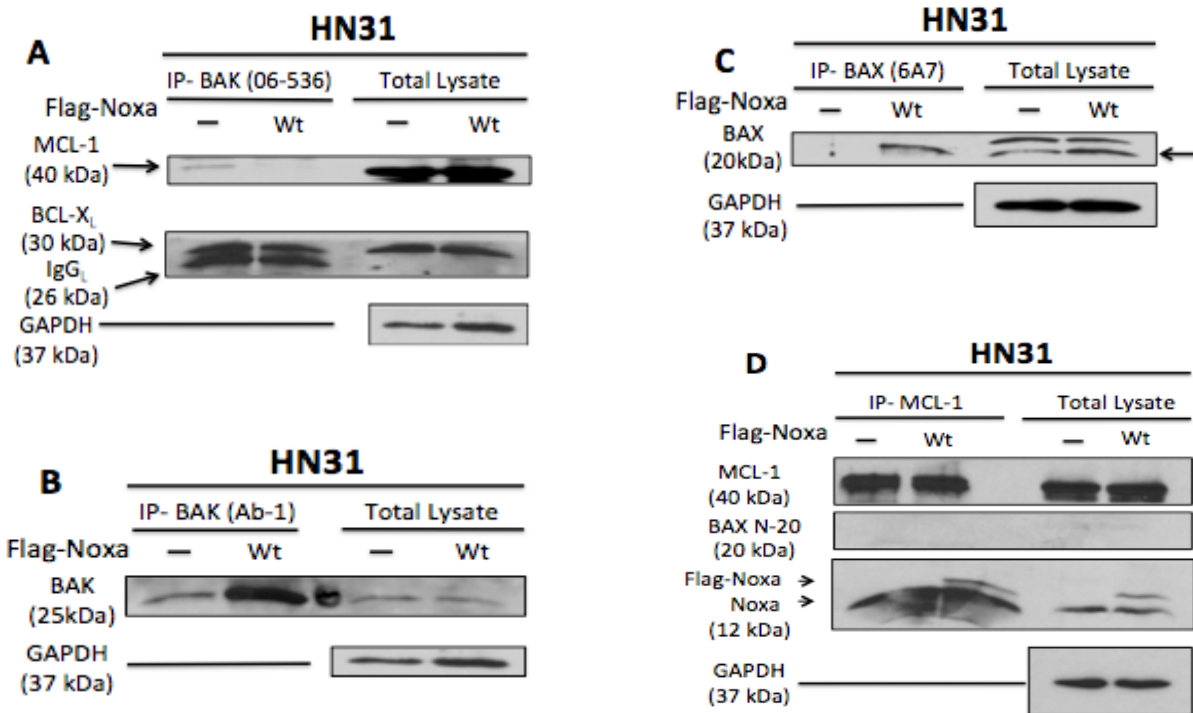 A
HN31
IP- BAK (06-536) Total Lysate
Flag-Noxa — Wt — Wt
MCL-1
(40 kDa)
BCL-XL
(30 kDa)
IgGL
(26 kDa)
GAPDH
(37 kDa)
B
HN31
IP- BAK (Ab-1) Total Lysate
Flag-Noxa — Wt — Wt
BAK
(25kDa)
GAPDH
(37 kDa)
C
HN31
IP- BAX (6A7) Total Lysate
Flag-Noxa — Wt — Wt
BAX
(20kDa)
GAPDH
(37 kDa)
D
HN31
IP- MCL-1 Total Lysate
Flag-Noxa — Wt — Wt
MCL-1
(40 kDa)
BAX N-20
(20 kDa)
Flag-Noxa
Noxa
(12 kDa)
GAPDH
(37 kDa)